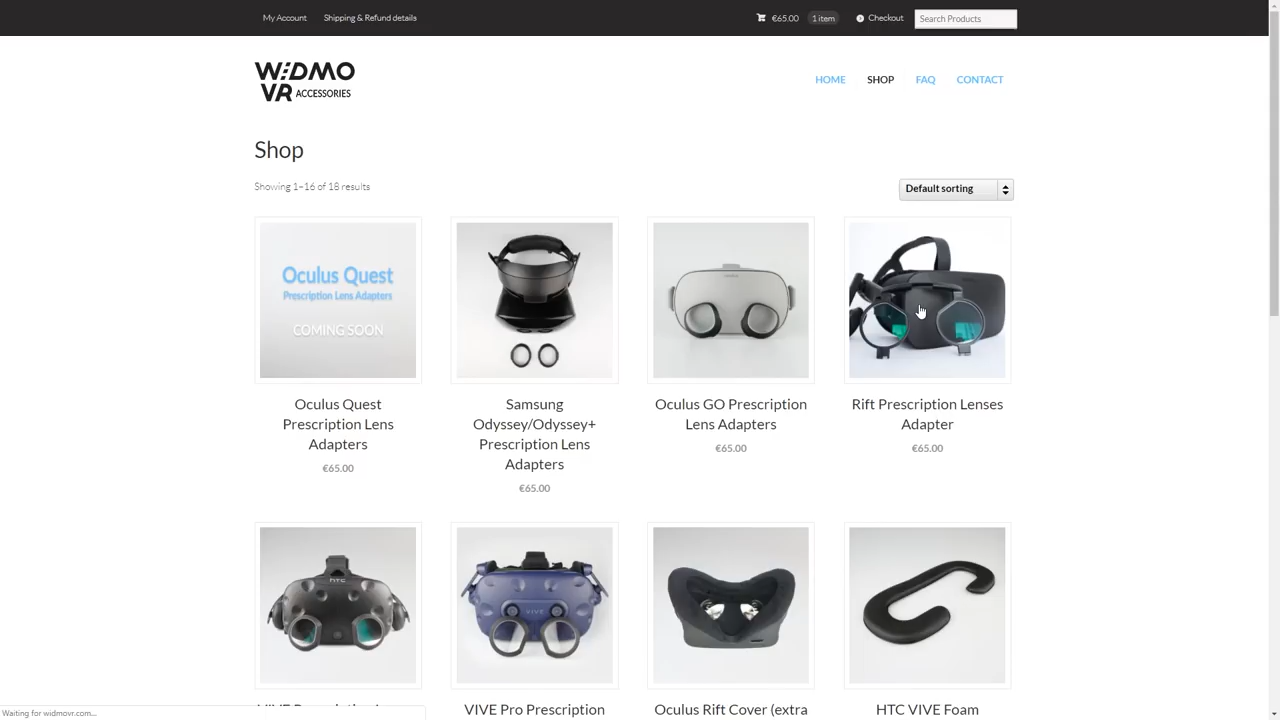 My Account Shipping & Refund details €65.00 1 item Checkout Search Products
WIDMO
VR ACCESSORIES
HOME SHOP FAQ CONTACT
Shop
Showing 1–16 of 18 results
Default sorting
Oculus Quest
Prescription Lens Adapters
COMING SOON
Oculus Quest
Prescription Lens
Adapters
€65.00
Samsung
Odyssey/Odyssey+
Prescription Lens
Adapters
€65.00
Oculus GO Prescription
Lens Adapters
€65.00
Rift Prescription Lenses
Adapter
€65.00
hTC
VIVE
VIVE Pro Prescription
Oculus Rift Cover (extra
HTC VIVE Foam
Waiting for widmovr.com...